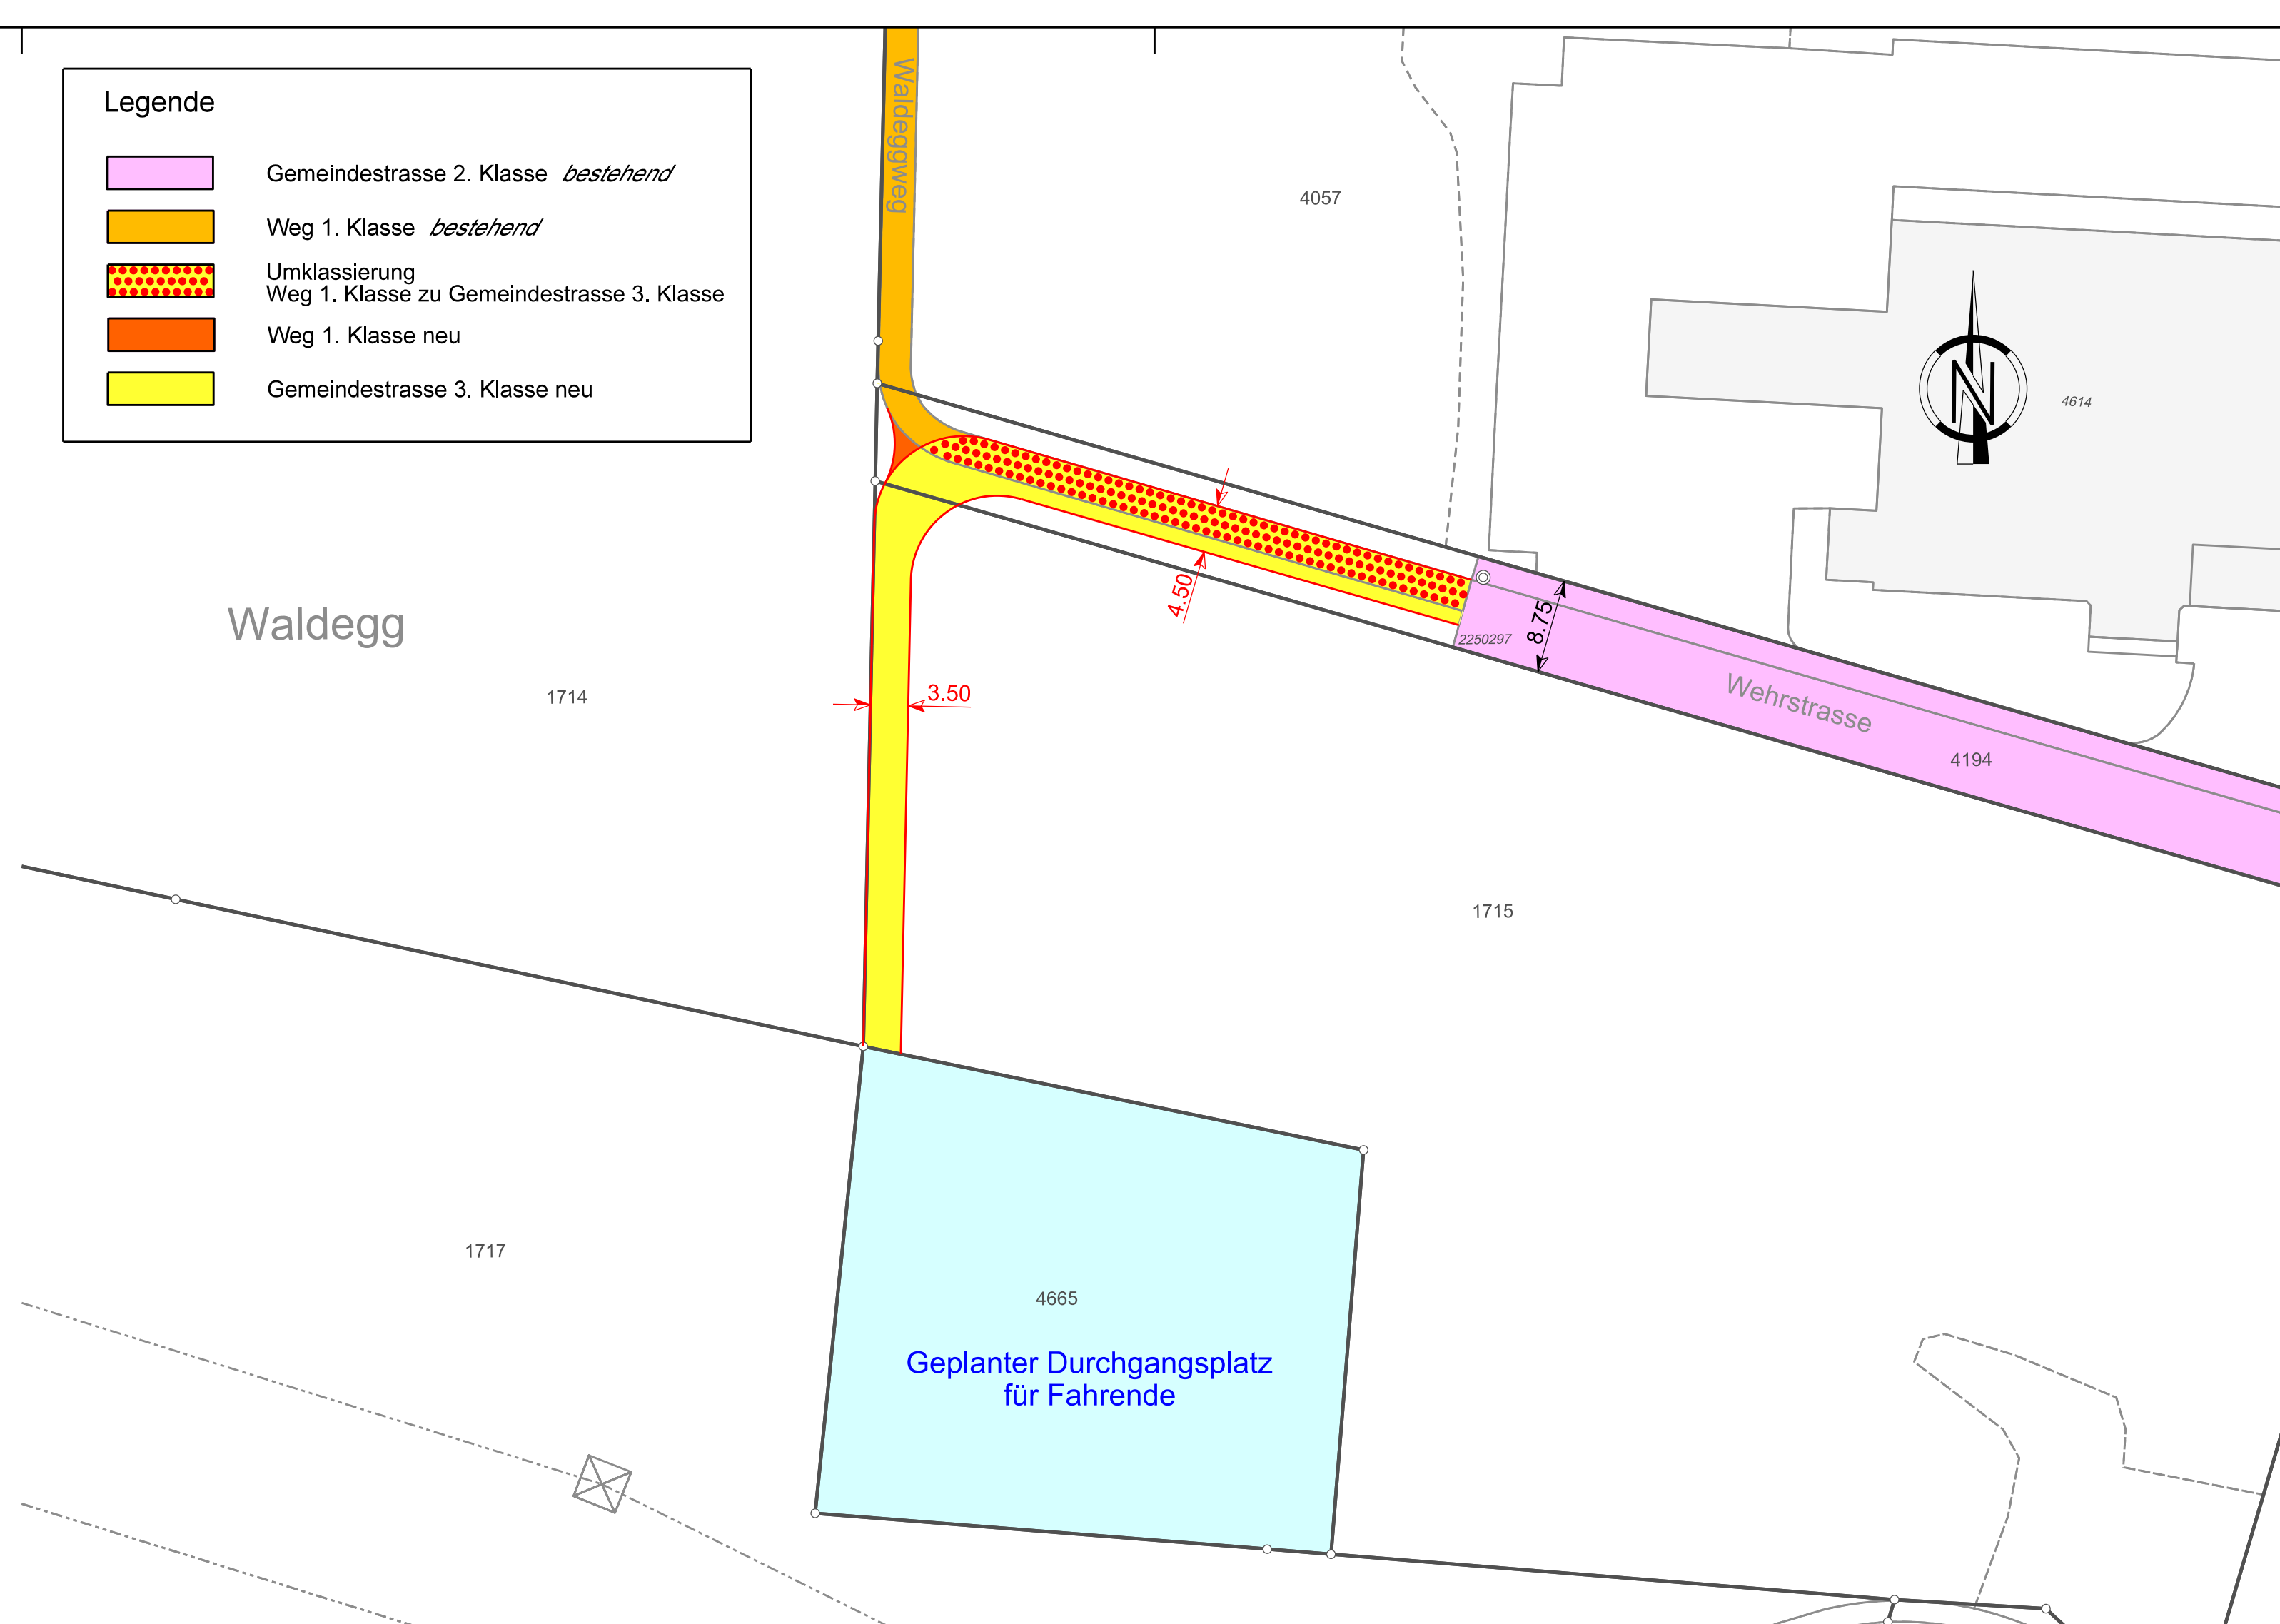 Legende
Gemeindestrasse 2. Klasse bestehend
Weg 1. Klasse bestehend
Umklassierung
Weg 1. Klasse zu Gemeindestrasse 3. Klasse
Weg 1. Klasse neu
Gemeindestrasse 3. Klasse neu
Waldeggweg
4057
N
4614
4.50
8.75
2250297
Waldegg
1714
3.50
Wehrstrasse
4194
1715
1717
4665
Geplanter Durchgangsplatz
für Fahrende